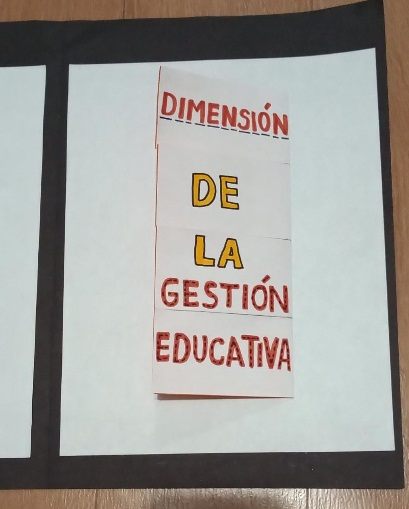 DIMENSIÓN
DE
LA
GESTIÓN
EDUCATIVA